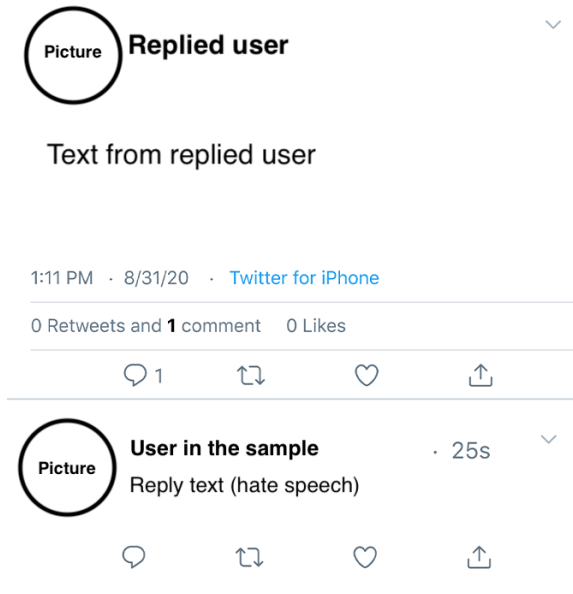 Picture Replied user
Text from replied user
1:11 PM · 8/31/20 · Twitter for iPhone
0 Retweets and 1 comment 0 Likes
1
User in the sample · 25s
Picture
Reply text (hate speech)